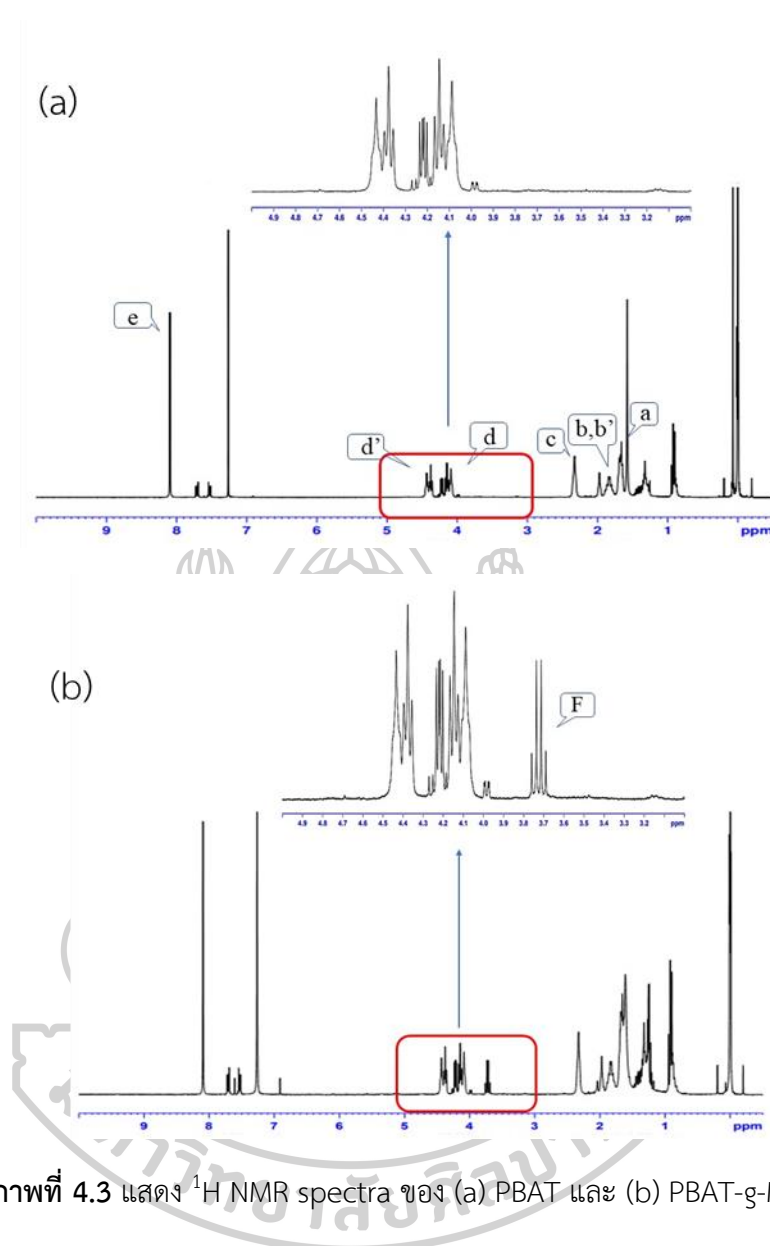 (a)
4.9 4.8 4.7 4.6 4.5 4.4 4.3 4.2 4.1 4.0 3.9 3.8 3.7 3.6 3.5 3.4 3.3 3.2 ppm
e
d' d c b,b' a
9 8 7 6 5 4 3 2 1 ppm
(b)
F
4.9 4.8 4.7 4.6 4.5 4.4 4.3 4.2 4.1 4.0 3.9 3.8 3.7 3.6 3.5 3.4 3.3 3.2 ppm
9 8 7 6 5 4 3 2 1 ppm
าพที่ 4.3 แสดง ¹H NMR spectra ของ (a) PBAT และ (b) PBAT-g-